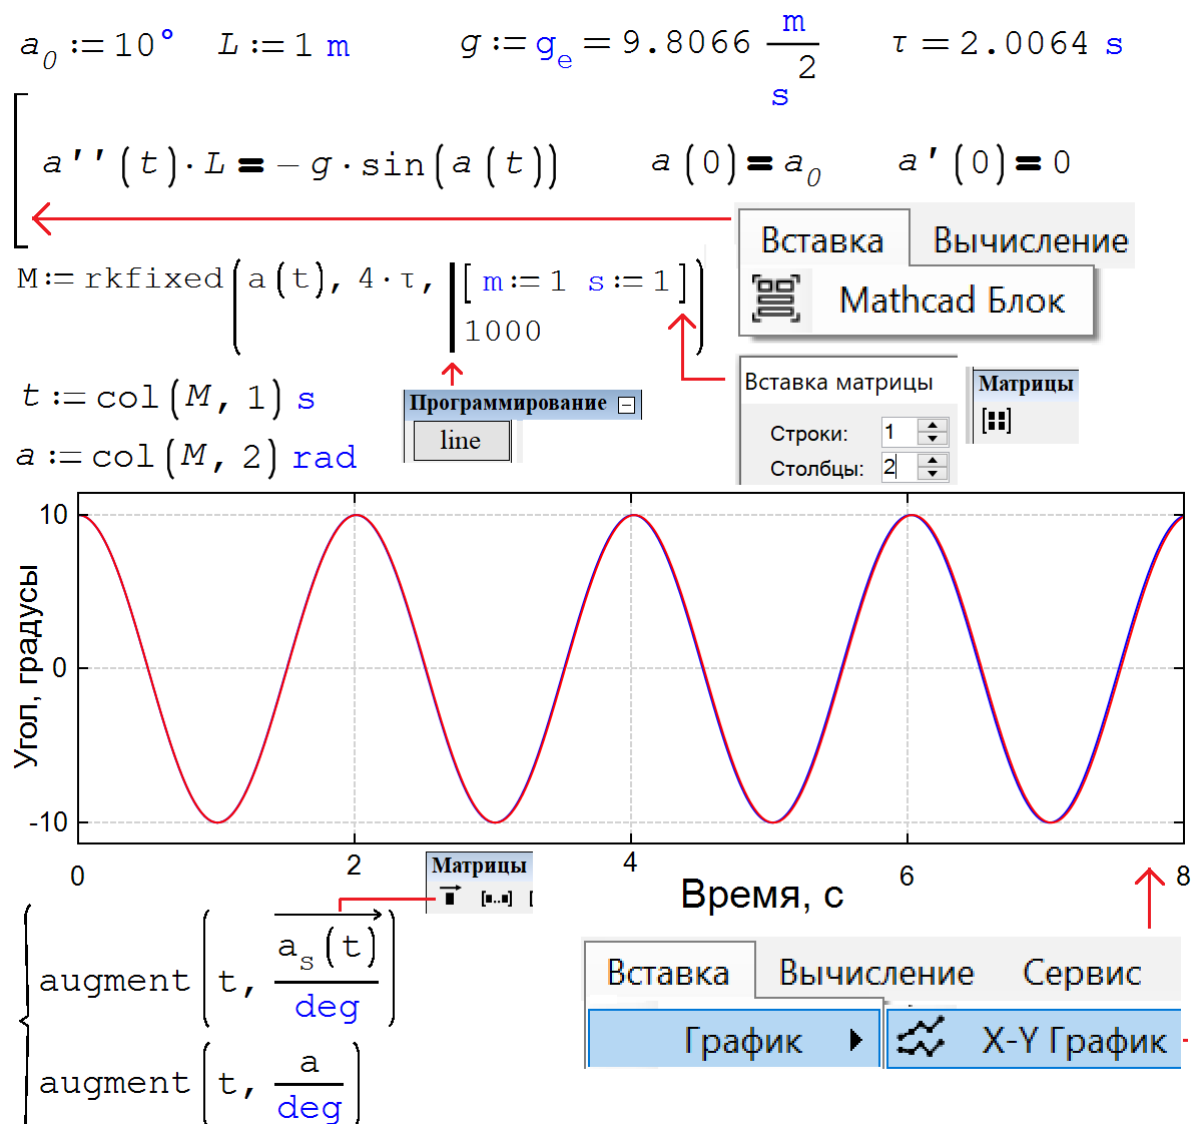 a₀ := 10° L := 1 m g := gₑ = 9.8066 m/s² τ = 2.0064 s
a''(t)·L = −g·sin(a(t)) a(0) = a₀ a'(0) = 0
Вставка Вычисление
Mathcad Блок
M := rkfixed(a(t), 4·τ, [m := 1 s := 1]
1000)
t := col(M, 1) s
a := col(M, 2) rad
Программирование
line
Вставка матрицы
Строки: 1
Столбцы: 2
Матрицы
10
0
-10
Угол, градусы
0 2 4 6 8
Время, с
Матрицы
augment(t, aₛ(t)/deg)
augment(t, a/deg)
Вставка Вычисление Сервис
График X-Y График